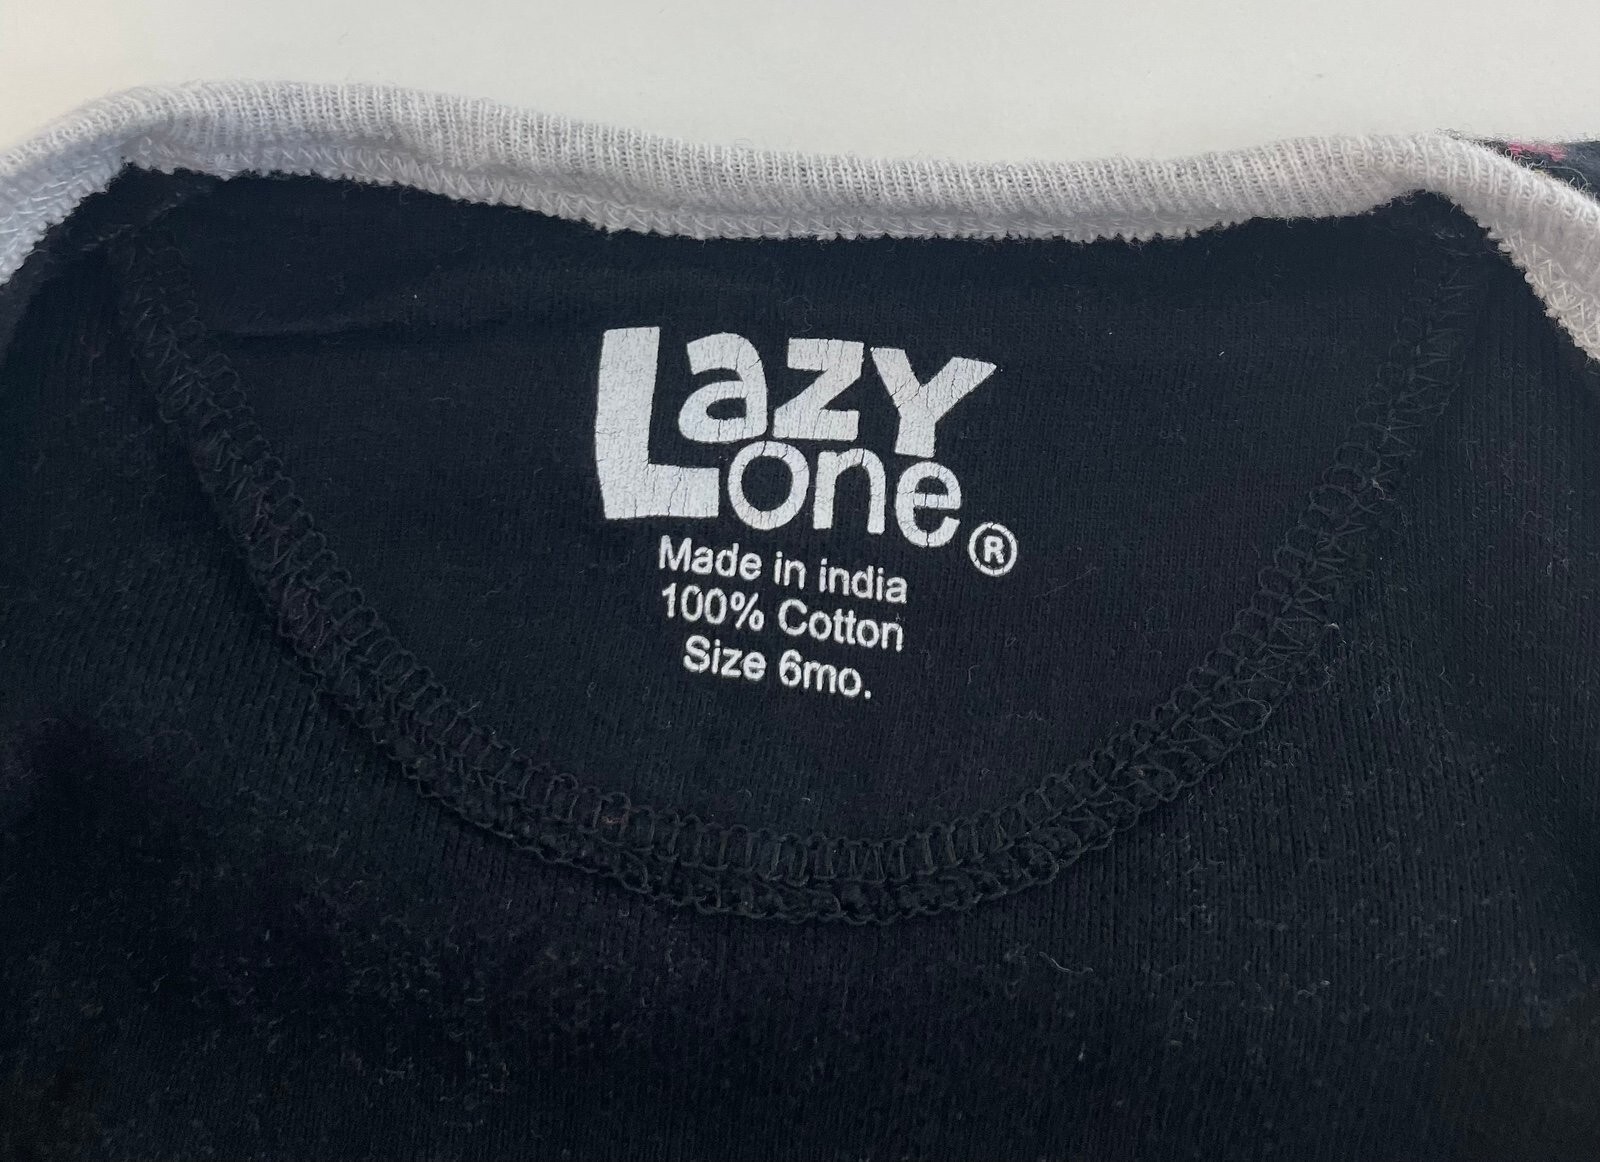 Lazy
one®
Made in india
100% Cotton
Size 6mo.